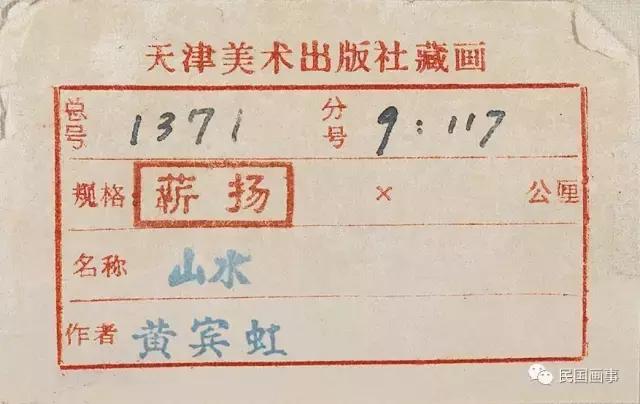 天津美术出版社藏画
总号 1371 分号 9:117
规格: 蕲扬 × 公厘
名称 山水
作者 黄宾虹
民国画事